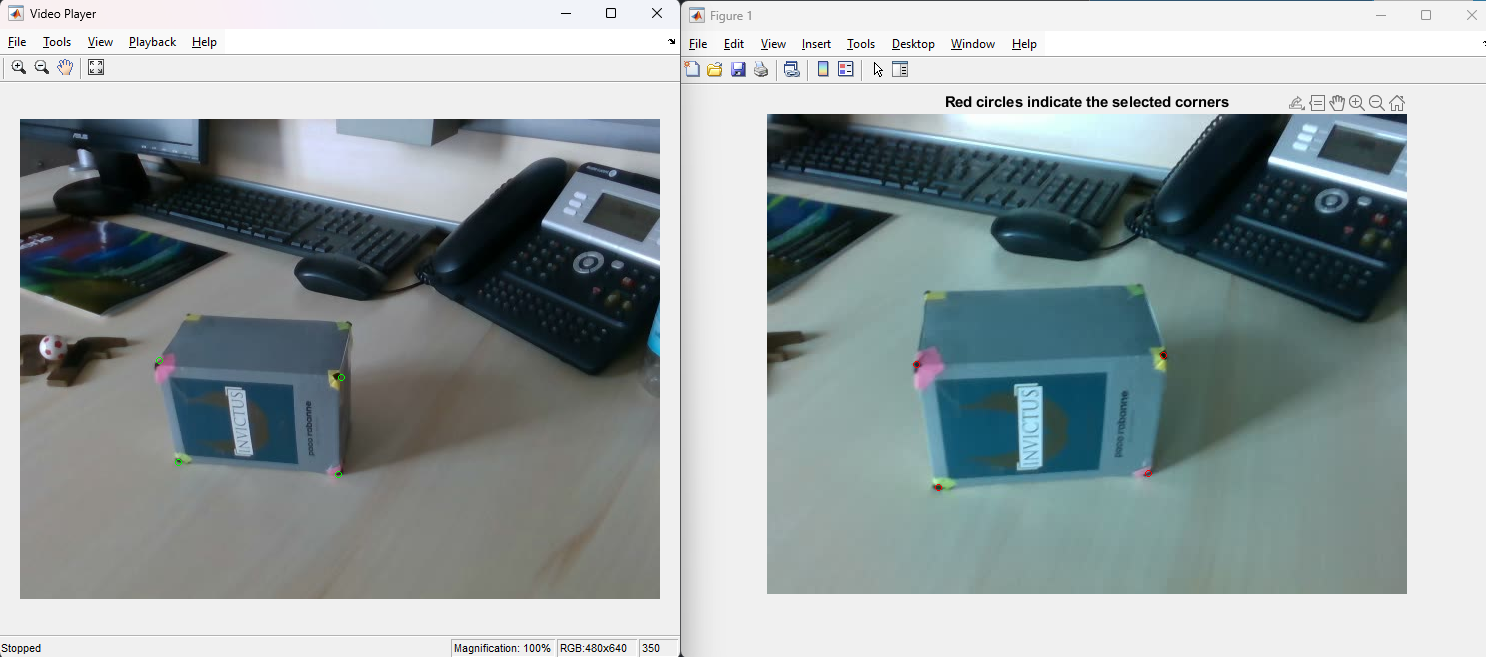 Video Player
File Tools View Playback Help
ASUS
INVICTUS
paco rabanne
Stopped
Magnification: 100% RGB:480x640 350
Figure 1
File Edit View Insert Tools Desktop Window Help
Red circles indicate the selected corners
INVICTUS
paco rabanne